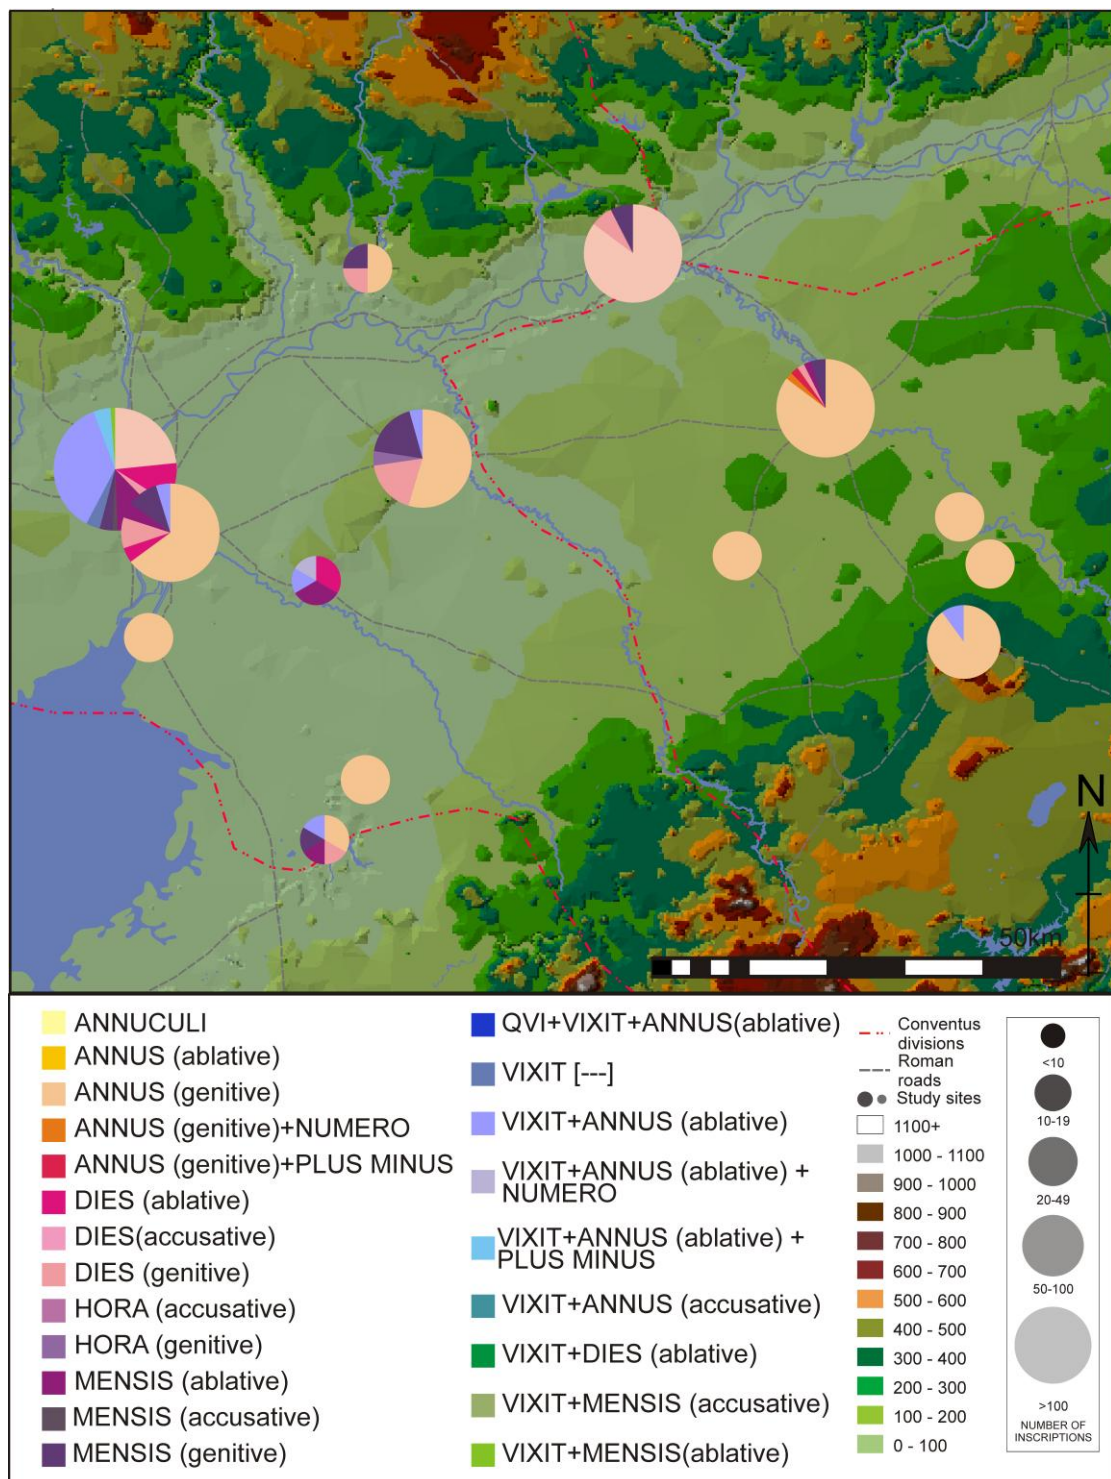 N
50km
ANNUCULI
ANNUS (ablative)
ANNUS (genitive)
ANNUS (genitive)+NUMERO
ANNUS (genitive)+PLUS MINUS
DIES (ablative)
DIES(accusative)
DIES (genitive)
HORA (accusative)
HORA (genitive)
MENSIS (ablative)
MENSIS (accusative)
MENSIS (genitive)
QVI+VIXIT+ANNUS(ablative)
VIXIT [---]
VIXIT+ANNUS (ablative)
VIXIT+ANNUS (ablative) +
NUMERO
VIXIT+ANNUS (ablative) +
PLUS MINUS
VIXIT+ANNUS (accusative)
VIXIT+DIES (ablative)
VIXIT+MENSIS (accusative)
VIXIT+MENSIS(ablative)
Conventus
divisions
Roman
roads
Study sites
1100+
1000 - 1100
900 - 1000
800 - 900
700 - 800
600 - 700
500 - 600
400 - 500
300 - 400
200 - 300
100 - 200
0 - 100
<10
10-19
20-49
50-100
>100
NUMBER OF
INSCRIPTIONS